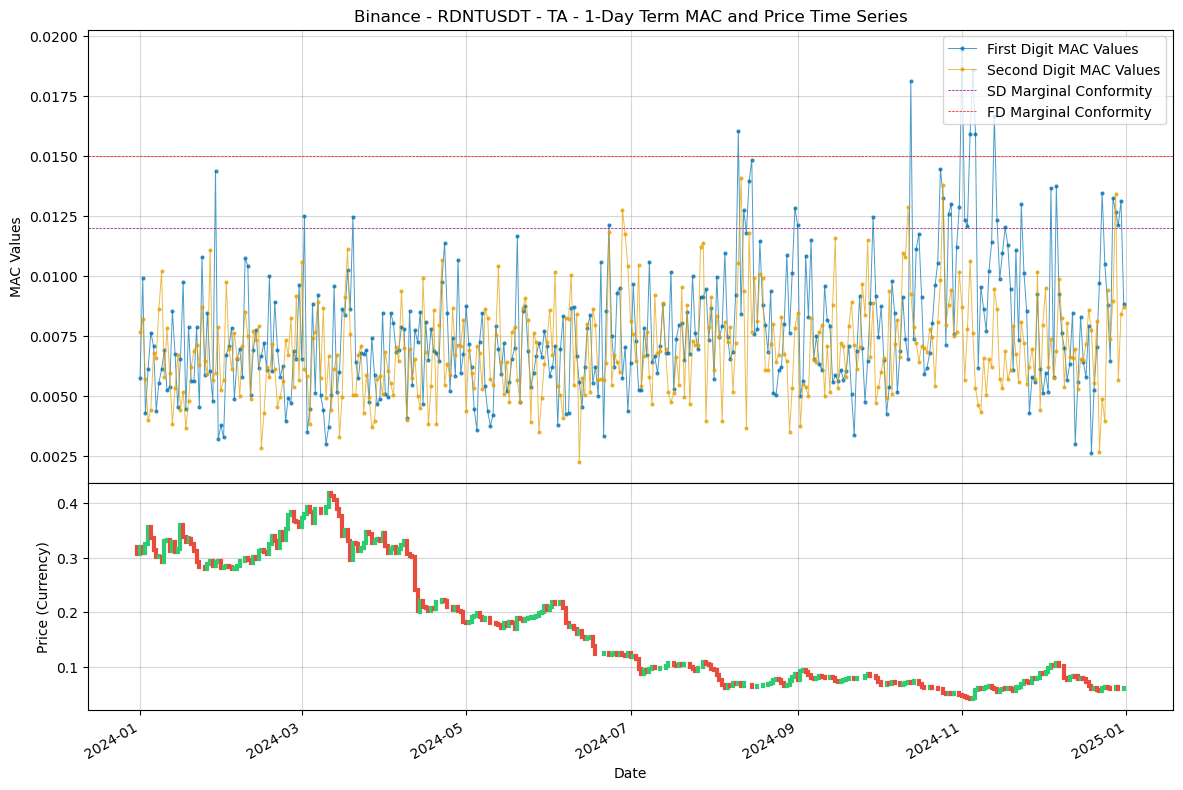 Binance - RDNTUSDT - TA - 1-Day Term MAC and Price Time Series
First Digit MAC Values
Second Digit MAC Values
SD Marginal Conformity
FD Marginal Conformity
MAC Values
0.0200
0.0175
0.0150
0.0125
0.0100
0.0075
0.0050
0.0025
Price (Currency)
0.4
0.3
0.2
0.1
2024-01
2024-03
2024-05
2024-07
2024-09
2024-11
2025-01
Date